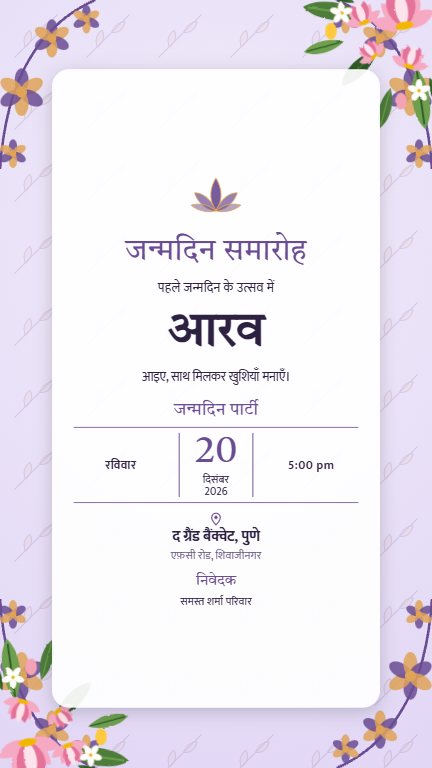 जन्मदिन समारोह
पहले जन्मदिन के उत्सव में
आरव
आइए, साथ मिलकर खुशियाँ मनाएँ।
जन्मदिन पार्टी
रविवार
20
दिसंबर
2026
5:00 pm
द ग्रैंड बैंक्वेट, पुणे
एफ़सी रोड, शिवाजीनगर
निवेदक
समस्त शर्मा परिवार